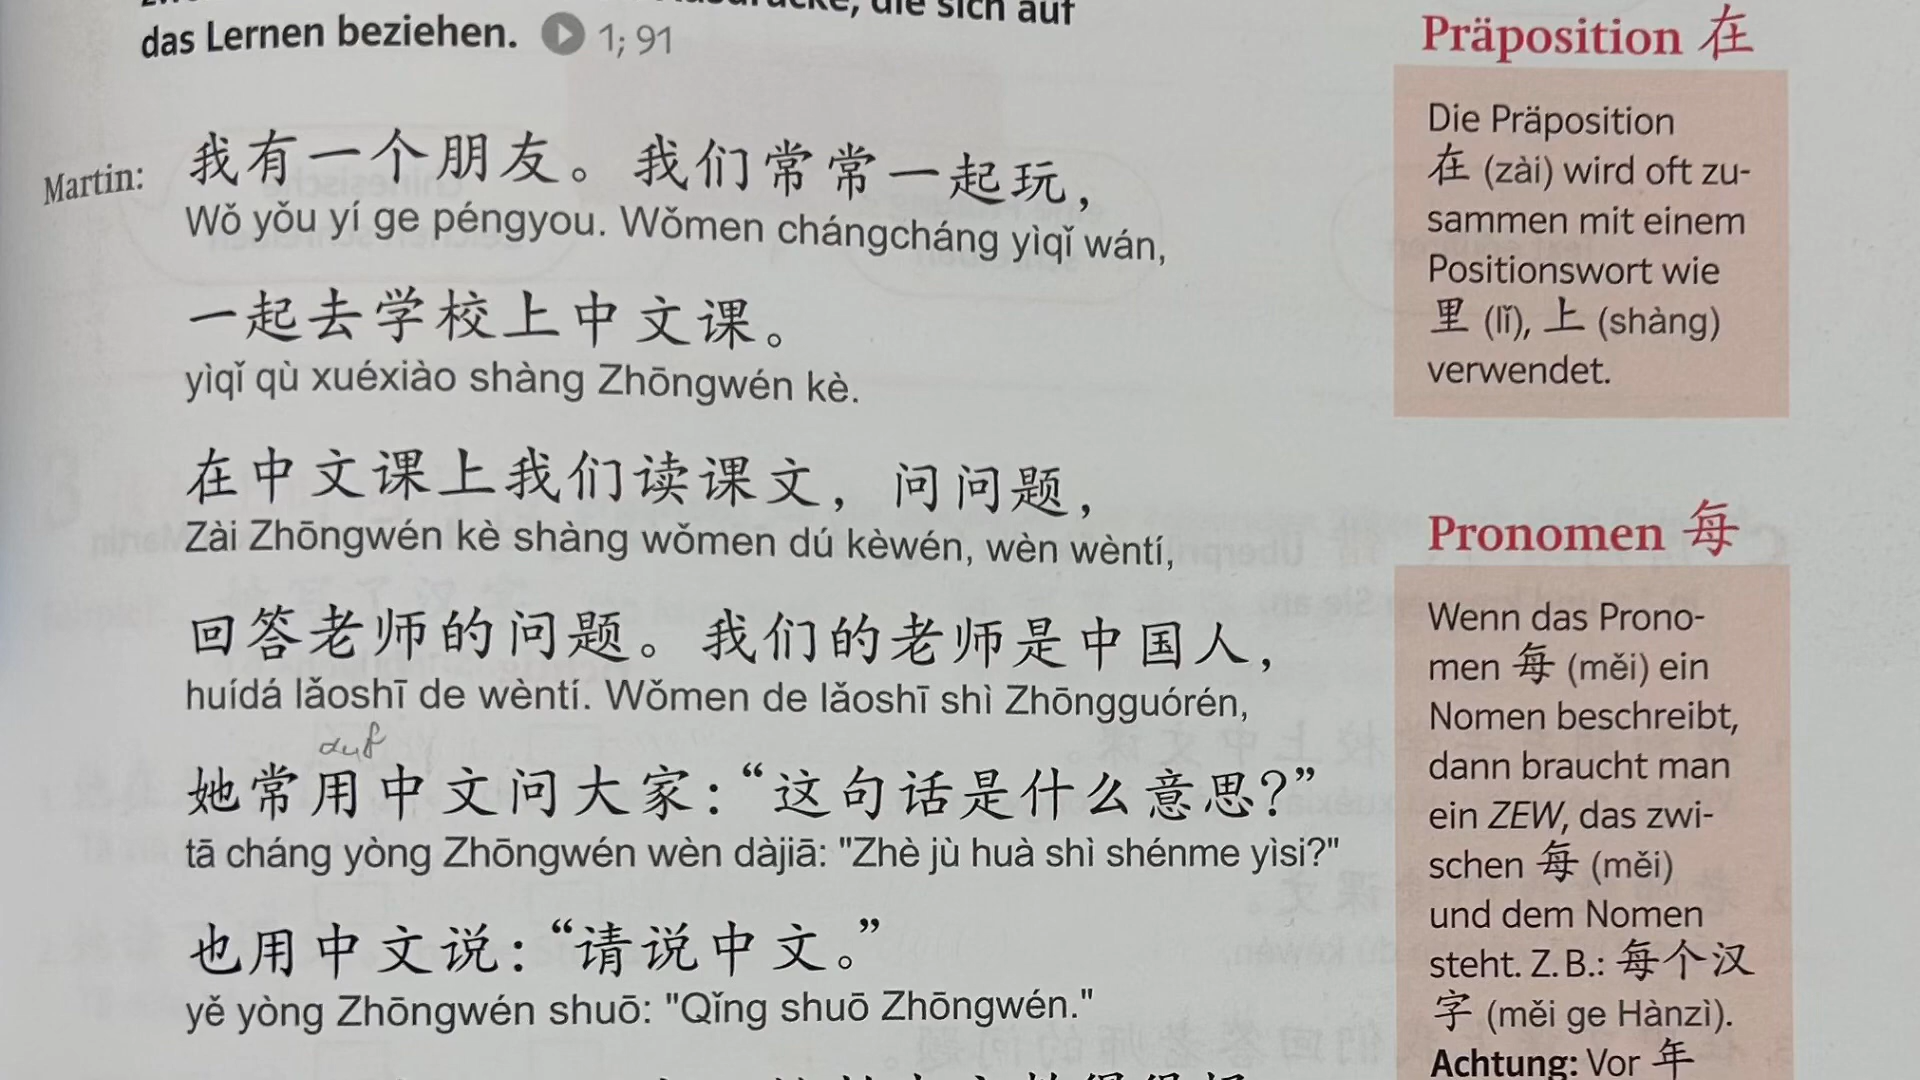 die sich auf
das Lernen beziehen. 1; 91
Martin: 我有一个朋友。我们常常一起玩，
Wǒ yǒu yí ge péngyou. Wǒmen chángcháng yìqǐ wán,
一起去学校上中文课。
yìqǐ qù xuéxiào shàng Zhōngwén kè.
在中文课上我们读课文，问问题，
Zài Zhōngwén kè shàng wǒmen dú kèwén, wèn wèntí,
回答老师的问题。我们的老师是中国人，
huídá lǎoshī de wèntí. Wǒmen de lǎoshī shì Zhōngguórén,
auf
她常用中文问大家：“这句话是什么意思?”
tā cháng yòng Zhōngwén wèn dàjiā: "Zhè jù huà shì shénme yìsi?"
也用中文说：“请说中文。”
yě yòng Zhōngwén shuō: "Qǐng shuō Zhōngwén."
Präposition 在
Die Präposition
在 (zài) wird oft zu-
sammen mit einem
Positionswort wie
里 (lǐ), 上 (shàng)
verwendet.
Pronomen 每
Wenn das Prono-
men 每 (měi) ein
Nomen beschreibt,
dann braucht man
ein ZEW, das zwi-
schen 每 (měi)
und dem Nomen
steht. Z. B.: 每个汉
字 (měi ge Hànzì).
Achtung: Vor 年